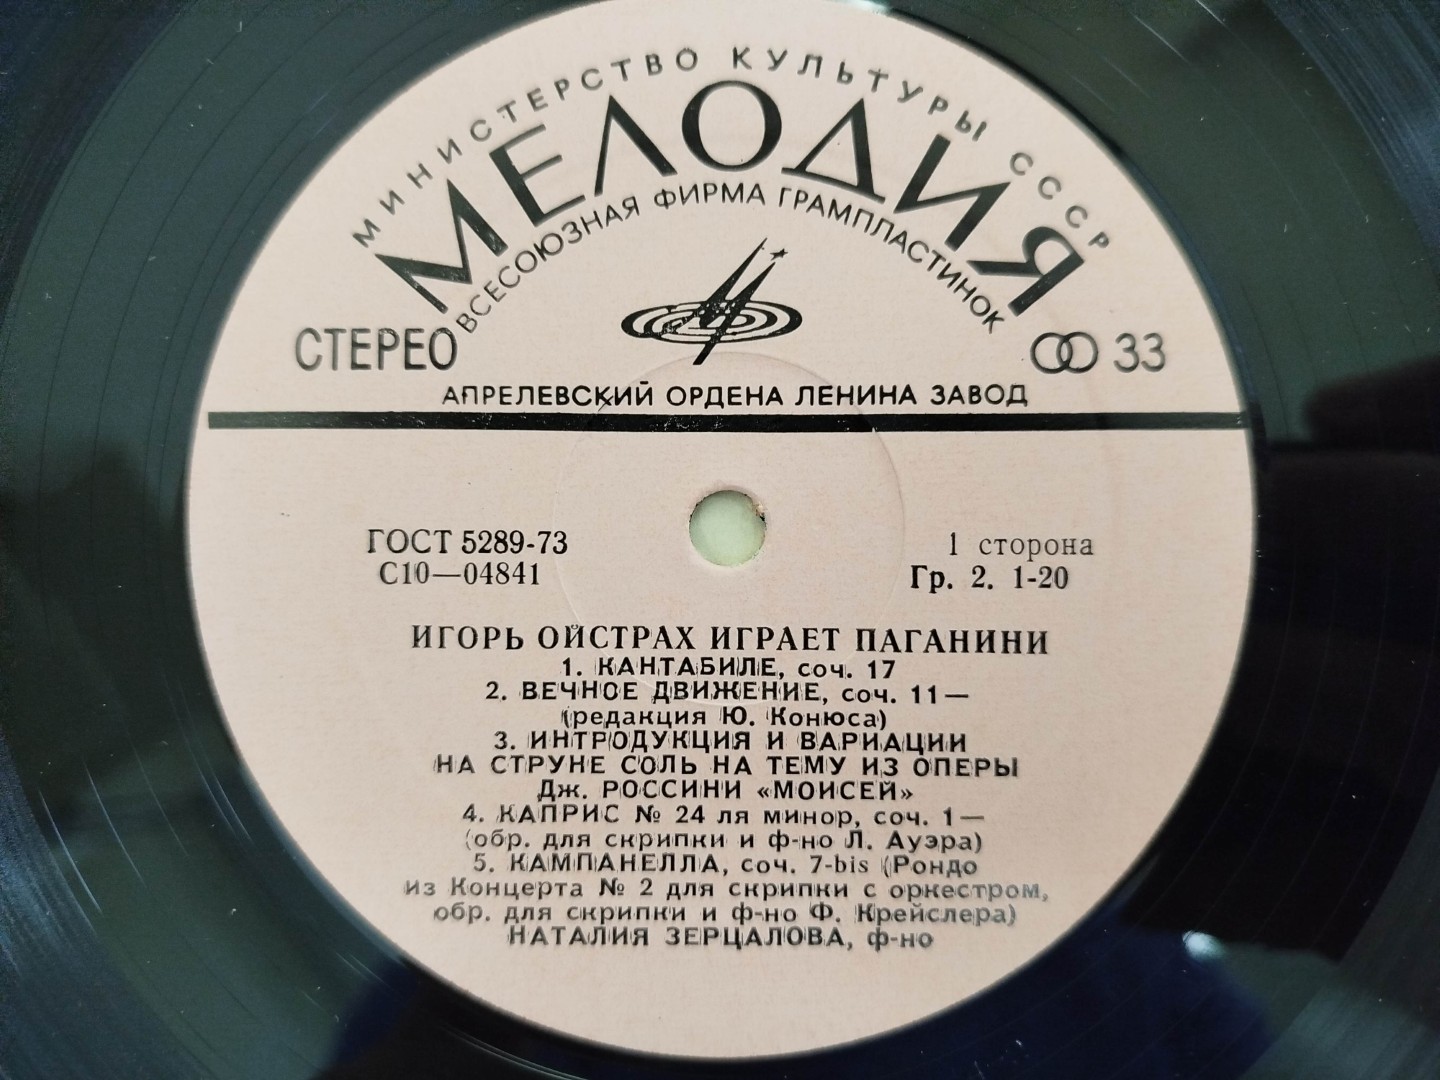 МИНИСТЕРСТВО КУЛЬТУРЫ СССР
МЕЛОДИЯ
ВСЕСОЮЗНАЯ ФИРМА ГРАМПЛАСТИНОК
СТЕРЕО
33
АПРЕЛЕВСКИЙ ОРДЕНА ЛЕНИНА ЗАВОД
ГОСТ 5289-73
С10—04841
1 сторона
Гр. 2. 1-20
ИГОРЬ ОЙСТРАХ ИГРАЕТ ПАГАНИНИ
1. КАНТАБИЛЕ, соч. 17
2. ВЕЧНОЕ ДВИЖЕНИЕ, соч. 11—
(редакция Ю. Конюса)
3. ИНТРОДУКЦИЯ И ВАРИАЦИИ
НА СТРУНЕ СОЛЬ НА ТЕМУ ИЗ ОПЕРЫ
Дж. РОССИНИ «МОИСЕЙ»
4. КАПРИС № 24 ля минор, соч. 1—
(обр. для скрипки и ф-но Л. Ауэра)
5. КАМПАНЕЛЛА, соч. 7-bis (Рондо
из Концерта № 2 для скрипки с оркестром,
обр. для скрипки и ф-но Ф. Крейслера)
НАТАЛИЯ ЗЕРЦАЛОВА, ф-но